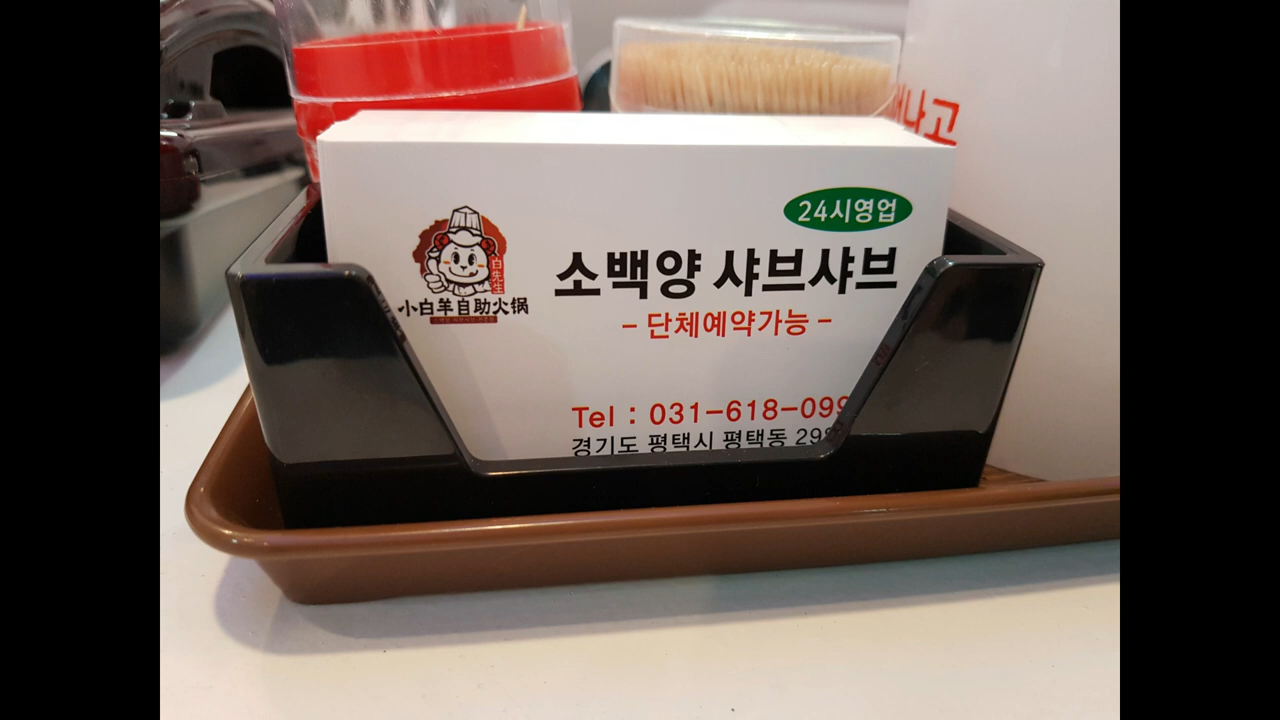 나고
24시영업
소백양 샤브샤브
- 단체예약가능 -
白先生
小白羊自助火锅
Tel : 031-618-099
경기도 평택시 평택동